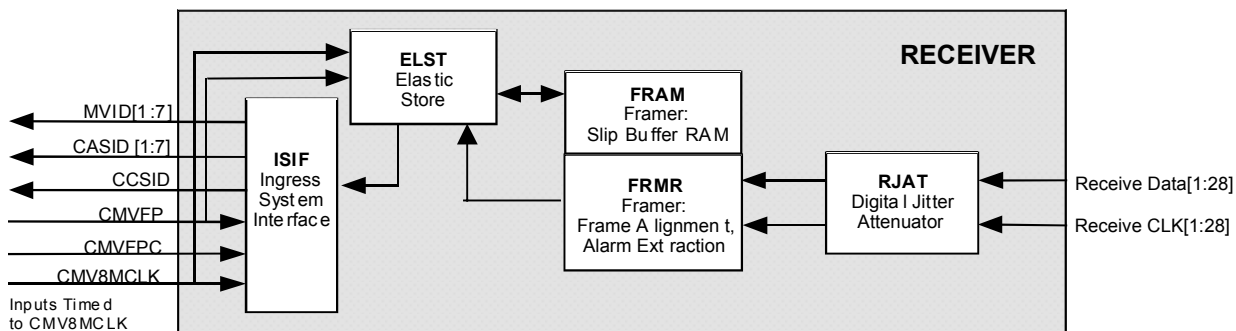 RECEIVER
ELST
Elastic
Store
MVID[1:7]
CASID [1:7]
CCSID
CMVFP
CMVFPC
CMV8MCLK
Inputs Timed
to CMV8MCLK
ISIF
Ingress
System
Interface
FRAM
Framer:
Slip Buffer RAM
FRMR
Framer:
Frame Alignment,
Alarm Extraction
RJAT
Digital Jitter
Attenuator
Receive Data[1:28]
Receive CLK[1:28]